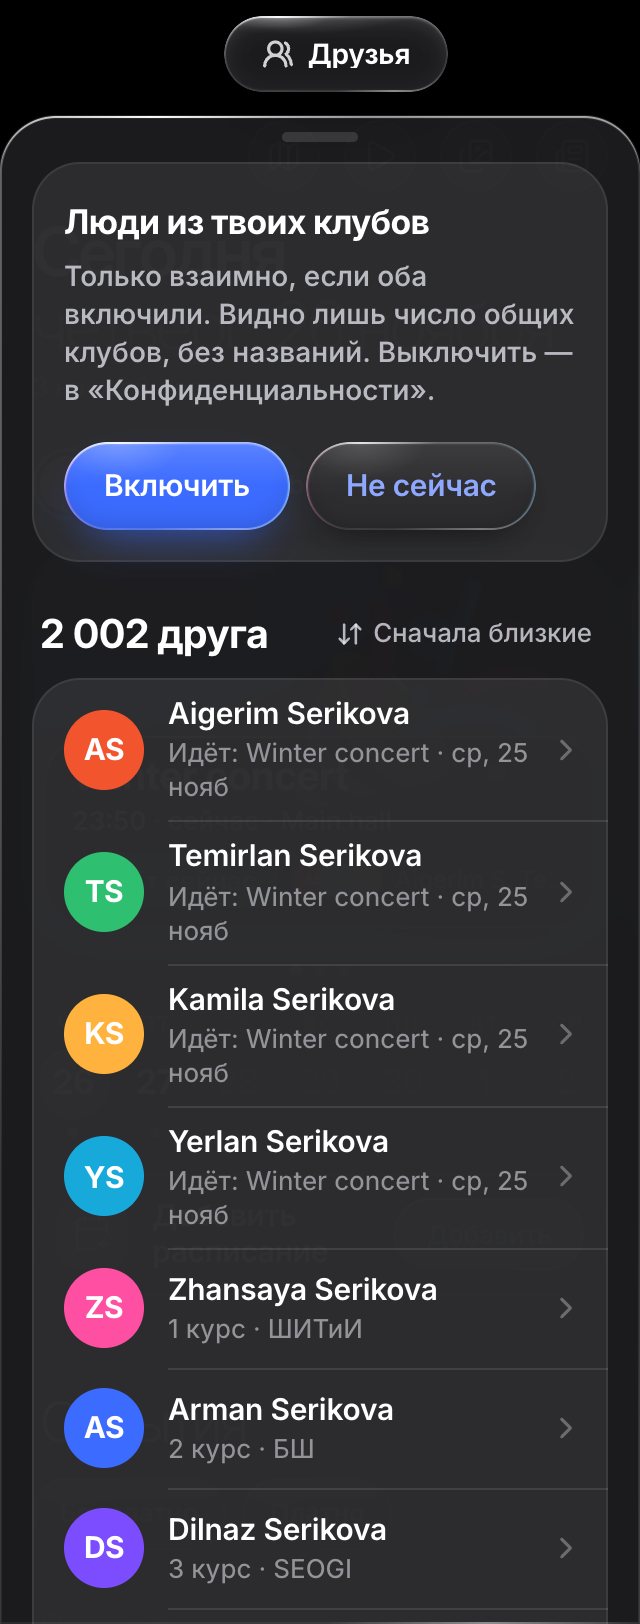 Друзья
Люди из твоих клубов
Только взаимно, если оба
включили. Видно лишь число общих
клубов, без названий. Выключить —
в «Конфиденциальности».
Включить
Не сейчас
2 002 друга
Сначала близкие
AS
Aigerim Serikova
Идёт: Winter concert · ср, 25
нояб
TS
Temirlan Serikova
Идёт: Winter concert · ср, 25
нояб
KS
Kamila Serikova
Идёт: Winter concert · ср, 25
нояб
YS
Yerlan Serikova
Идёт: Winter concert · ср, 25
нояб
ZS
Zhansaya Serikova
1 курс · ШИТиИ
AS
Arman Serikova
2 курс · БШ
DS
Dilnaz Serikova
3 курс · SEOGI